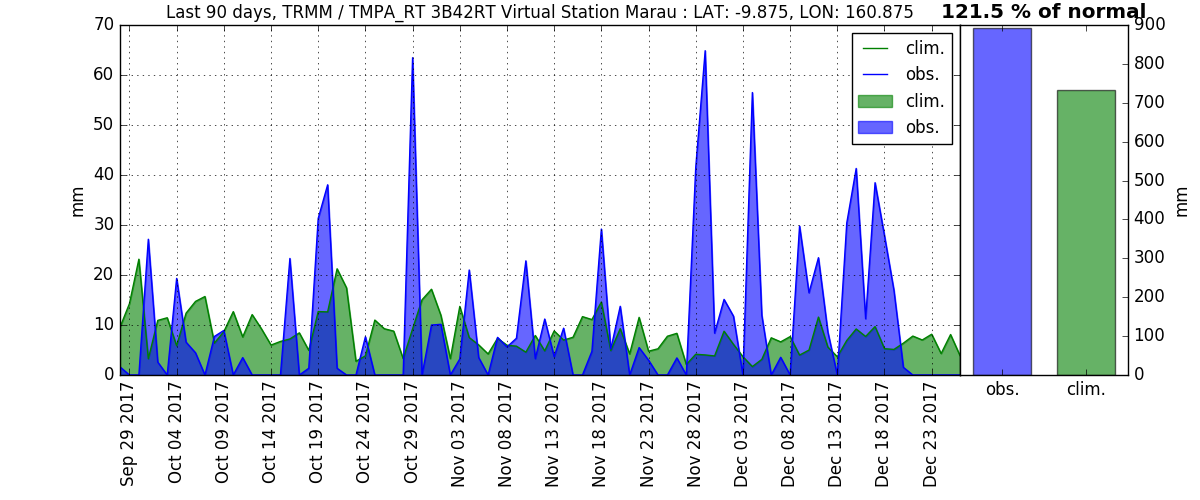 Last 90 days, TRMM / TMPA_RT 3B42RT Virtual Station Marau : LAT: -9.875, LON: 160.875
121.5 % of normal
mm
70
60
50
40
30
20
10
0
clim.
obs.
clim.
obs.
Sep 29 2017
Oct 04 2017
Oct 09 2017
Oct 14 2017
Oct 19 2017
Oct 24 2017
Oct 29 2017
Nov 03 2017
Nov 08 2017
Nov 13 2017
Nov 18 2017
Nov 23 2017
Nov 28 2017
Dec 03 2017
Dec 08 2017
Dec 13 2017
Dec 18 2017
Dec 23 2017
900
800
700
600
500
400
300
200
100
0
mm
obs.
clim.